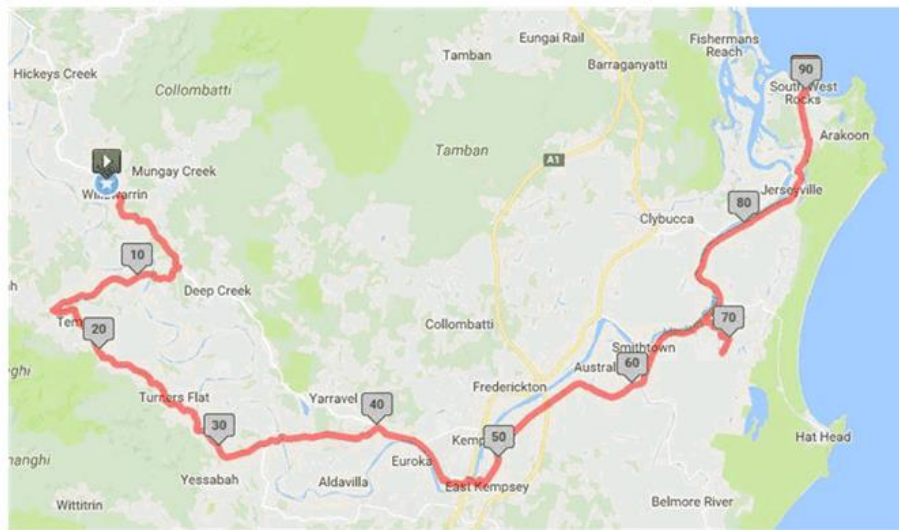 Eungai Rail
Fishermans
Reach
Tamban
Barraganyatti
Hickeys Creek
90
South West
Rocks
Collombatti
Arakoon
Tamban
A1
Mungay Creek
Willawarrin
Jerseyville
80
Clybucca
10
Deep Creek
70
20
Collombatti
Smithtown
60
Frederickton
Turners Flat
Yarravel
40
30
50
Hat Head
Euroka
Yessabah
Aldavilla
East Kempsey
Wittitrin
Belmore River